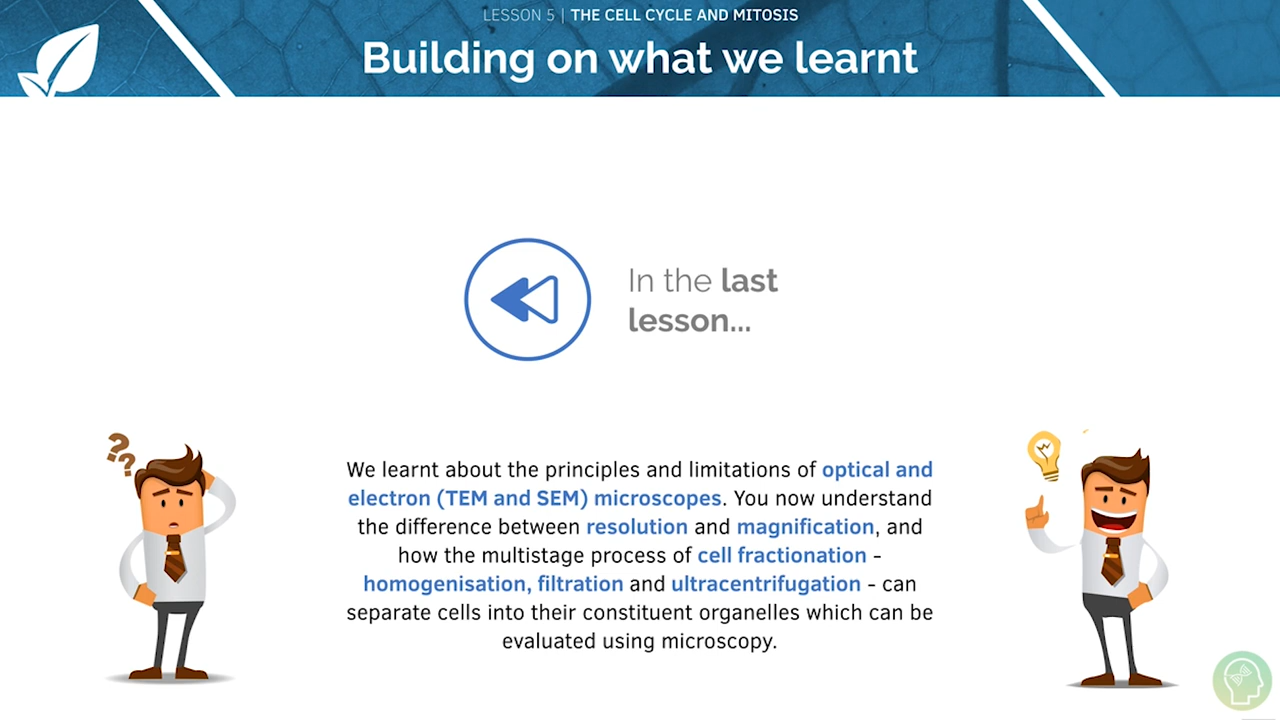 LESSON 5 | THE CELL CYCLE AND MITOSIS
Building on what we learnt
In the last
lesson...
??
We learnt about the principles and limitations of optical and
electron (TEM and SEM) microscopes. You now understand
the difference between resolution and magnification, and
how the multistage process of cell fractionation -
homogenisation, filtration and ultracentrifugation - can
separate cells into their constituent organelles which can be
evaluated using microscopy.